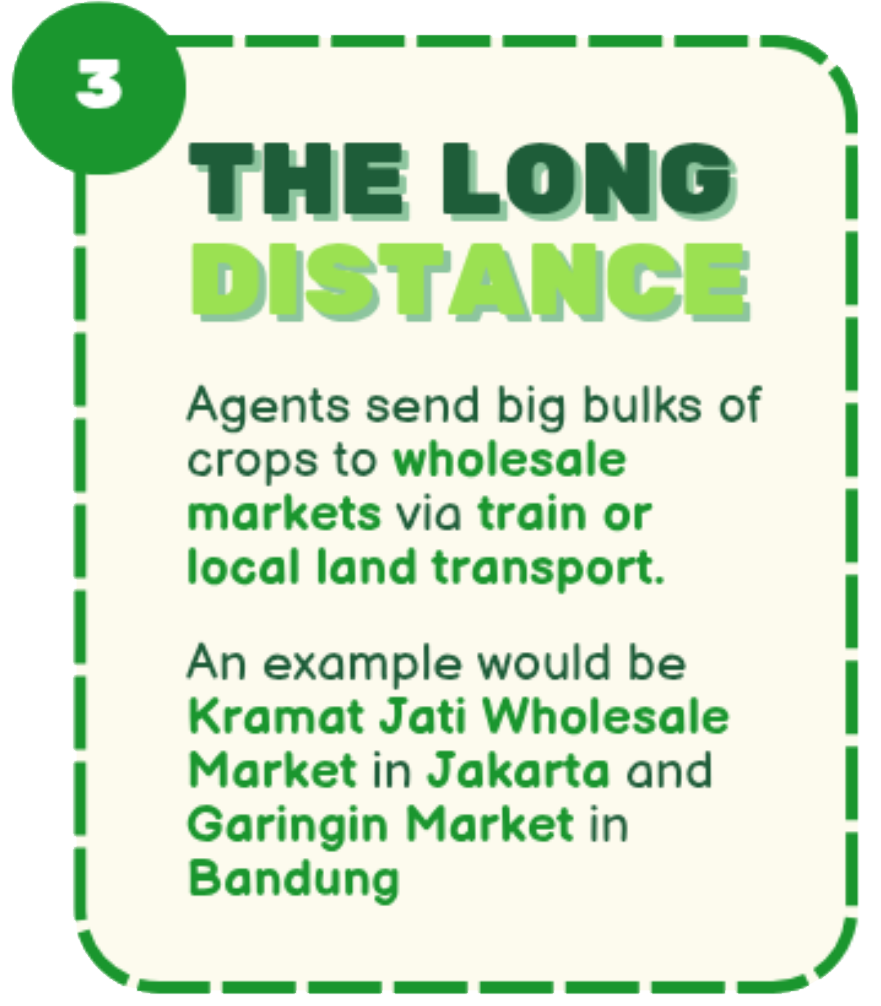 3
THE LONG
DISTANCE
Agents send big bulks of
crops to wholesale
markets via train or
local land transport.
An example would be
Kramat Jati Wholesale
Market in Jakarta and
Garingin Market in
Bandung